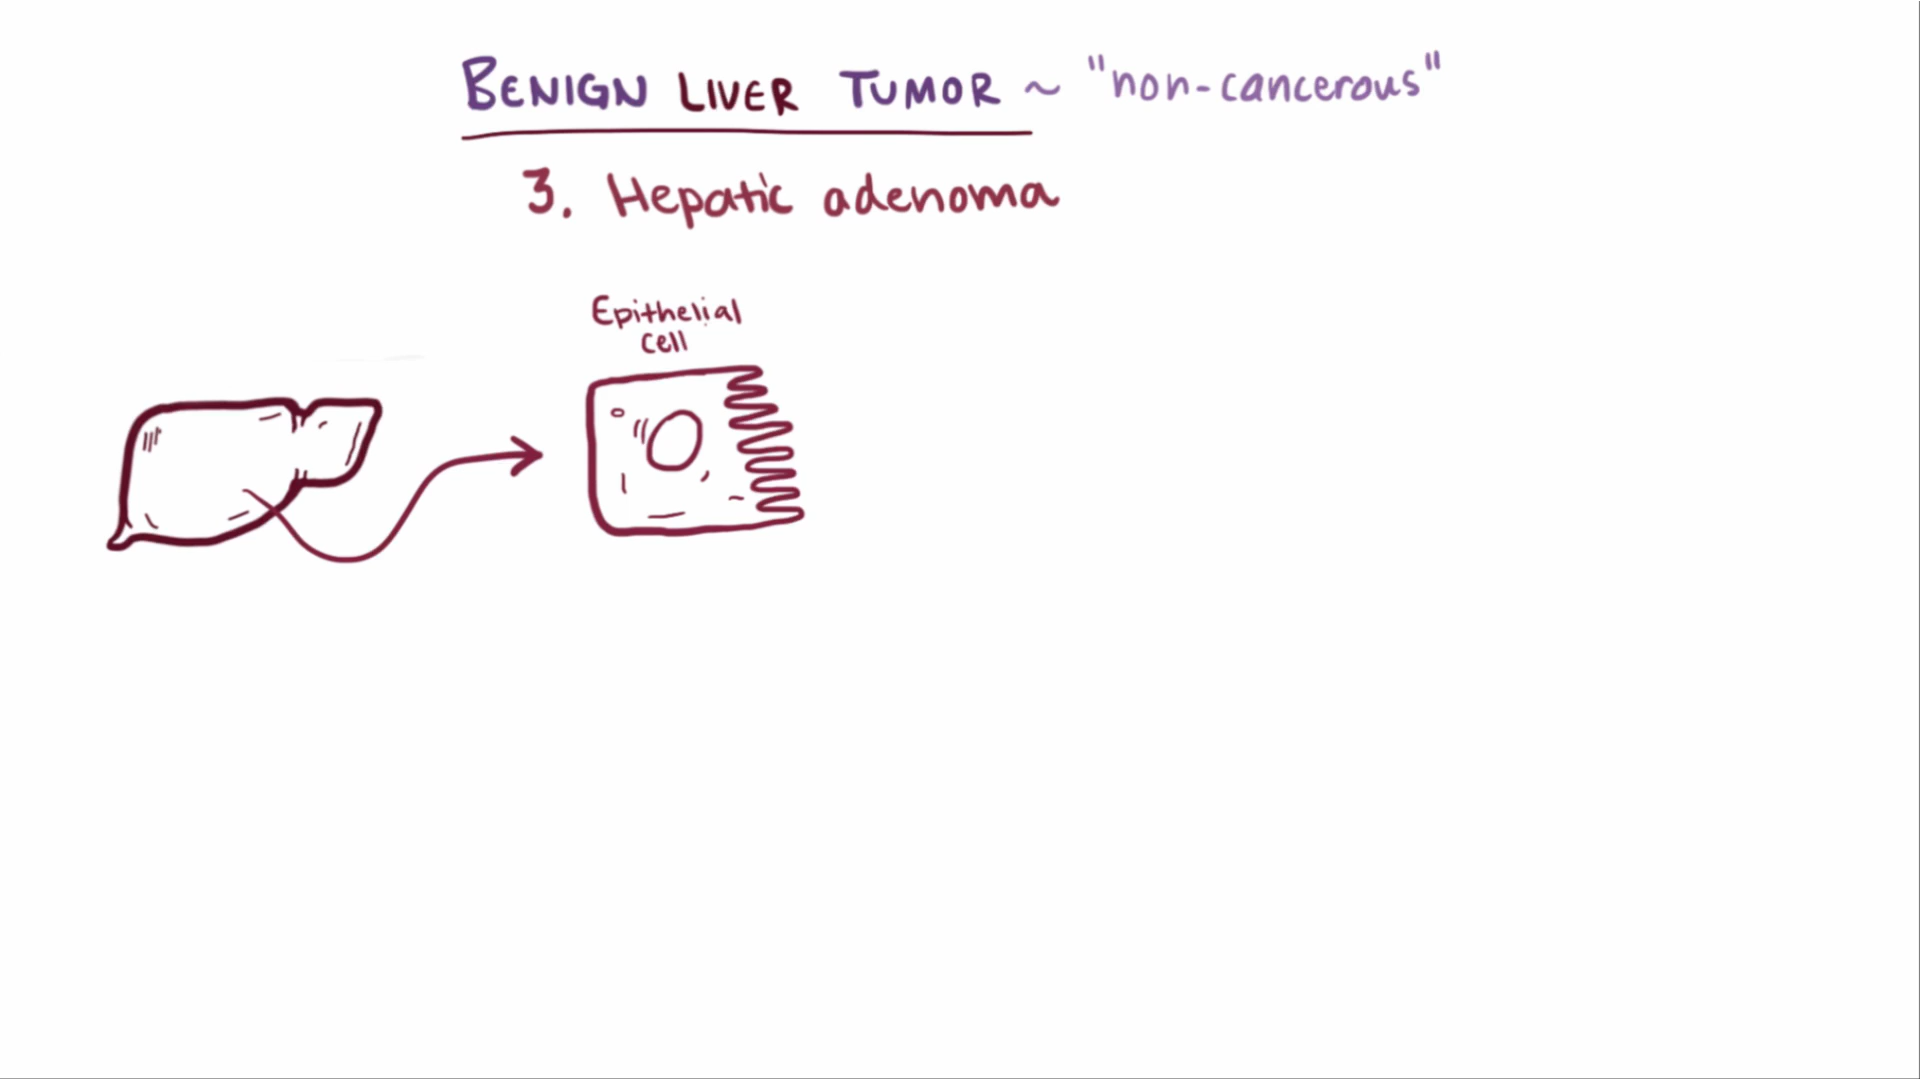 BENIGN LIVER TUMOR ~ "non-cancerous"
3. Hepatic adenoma
Epithelial
cell